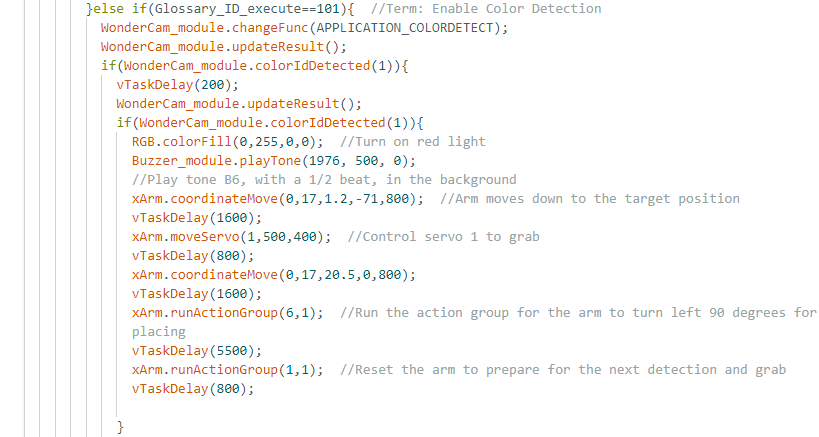 }else if(Glossary_ID_execute==101){  //Term: Enable Color Detection
WonderCam_module.changeFunc(APPLICATION_COLORDETECT);
WonderCam_module.updateResult();
if(WonderCam_module.colorIdDetected(1)){
vTaskDelay(200);
WonderCam_module.updateResult();
if(WonderCam_module.colorIdDetected(1)){
RGB.colorFill(0,255,0,0);  //Turn on red light
Buzzer_module.playTone(1976, 500, 0);
//Play tone B6, with a 1/2 beat, in the background
xArm.coordinateMove(0,17,1.2,-71,800);  //Arm moves down to the target position
vTaskDelay(1600);
xArm.moveServo(1,500,400);  //Control servo 1 to grab
vTaskDelay(800);
xArm.coordinateMove(0,17,20.5,0,800);
vTaskDelay(1600);
xArm.runActionGroup(6,1);  //Run the action group for the arm to turn left 90 degrees for
placing
vTaskDelay(5500);
xArm.runActionGroup(1,1);  //Reset the arm to prepare for the next detection and grab
vTaskDelay(800);
}